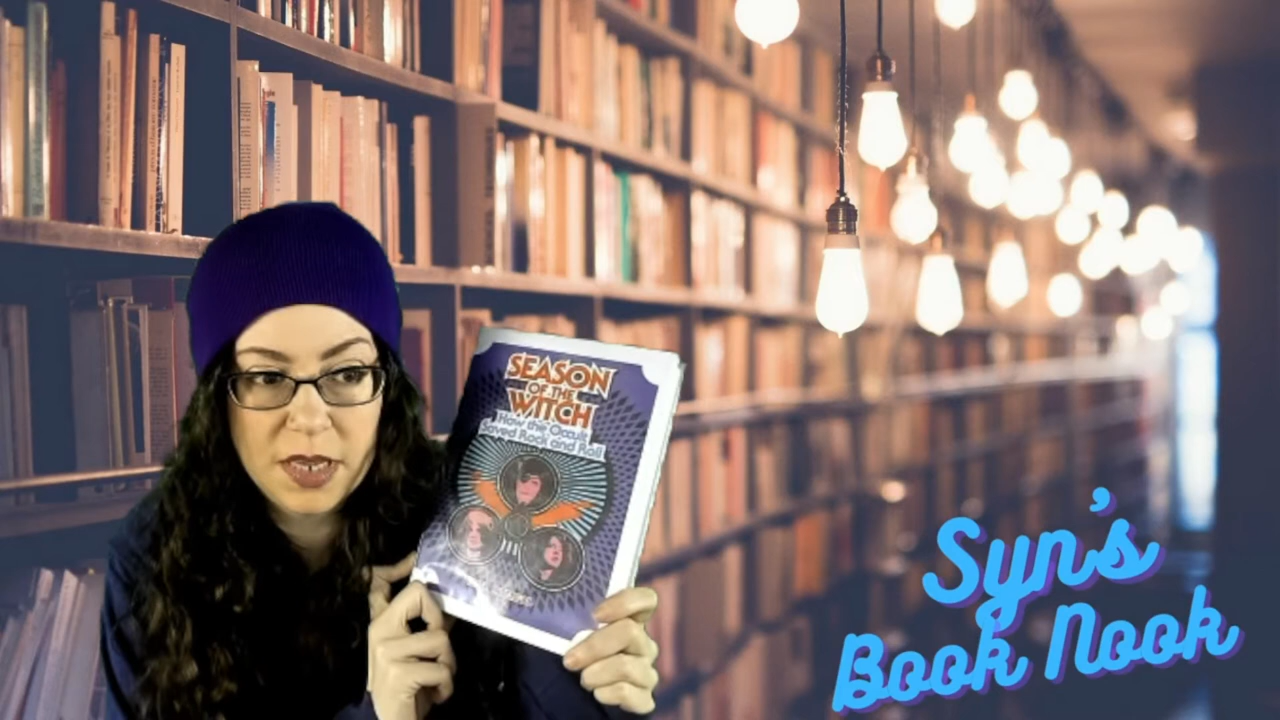 SEASON
OF THE
WITCH
How the Occult
Saved Rock and Roll
Syn's
Book Nook